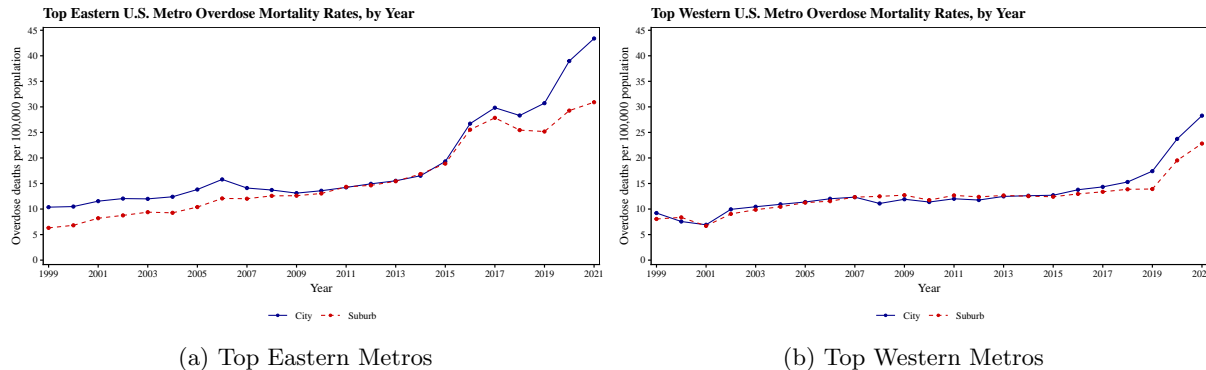 Top Eastern U.S. Metro Overdose Mortality Rates, by Year
Overdose deaths per 100,000 population
45
40
35
30
25
20
15
10
5
0
1999 2001 2003 2005 2007 2009 2011 2013 2015 2017 2019 2021
Year
City Suburb
(a) Top Eastern Metros
Top Western U.S. Metro Overdose Mortality Rates, by Year
Overdose deaths per 100,000 population
45
40
35
30
25
20
15
10
5
0
1999 2001 2003 2005 2007 2009 2011 2013 2015 2017 2019 202
Year
City Suburb
(b) Top Western Metros